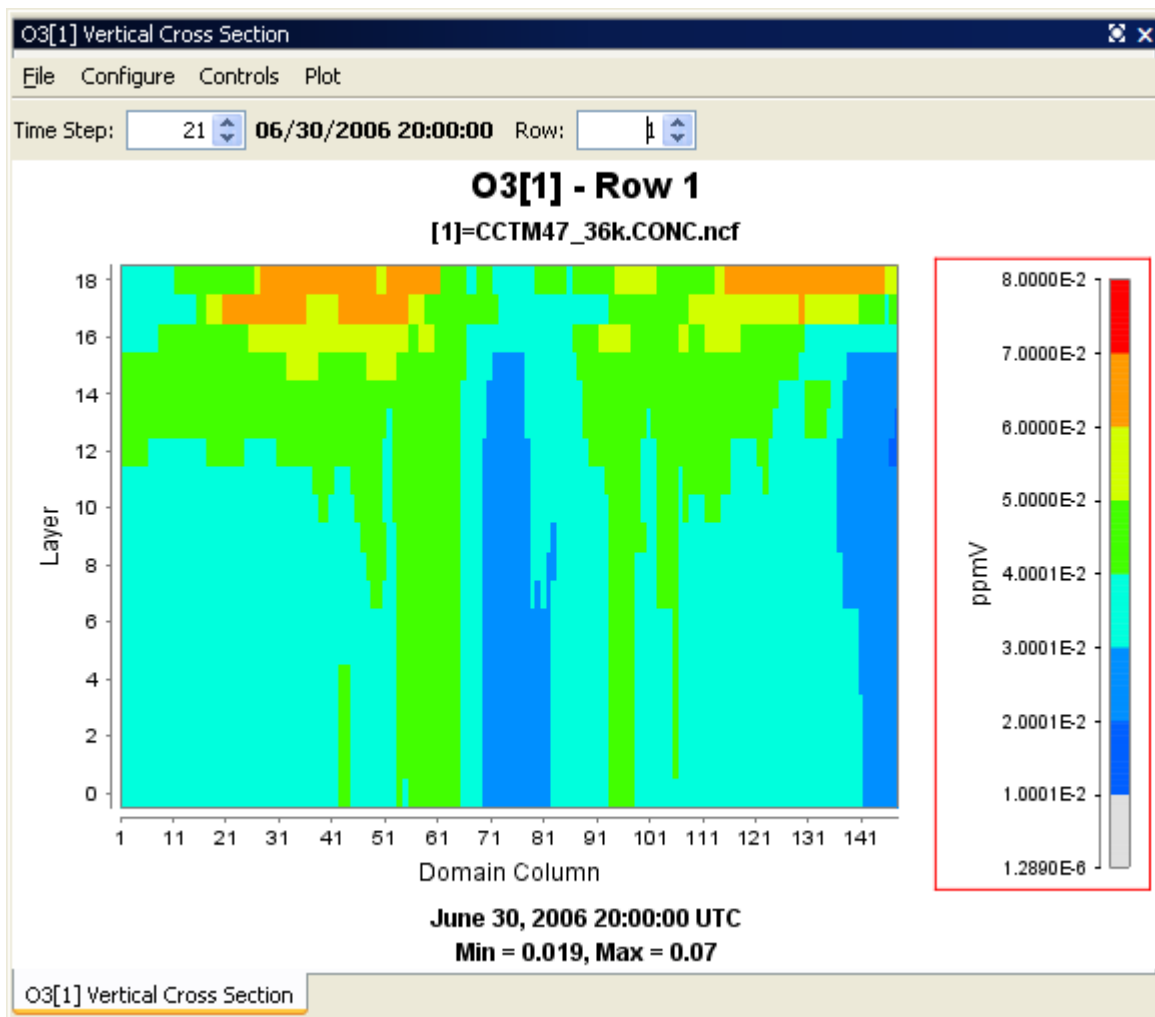 O3[1] Vertical Cross Section
File Configure Controls Plot
Time Step: 21 06/30/2006 20:00:00 Row: 1
O3[1] - Row 1
[1]=CCTM47_36k.CONC.ncf
Layer
18
16
14
12
10
8
6
4
2
0
1 11 21 31 41 51 61 71 81 91 101 111 121 131 141
Domain Column
ppmV
8.0000E-2
7.0000E-2
6.0000E-2
5.0000E-2
4.0001E-2
3.0001E-2
2.0001E-2
1.0001E-2
1.2890E-6
June 30, 2006 20:00:00 UTC
Min = 0.019, Max = 0.07
O3[1] Vertical Cross Section